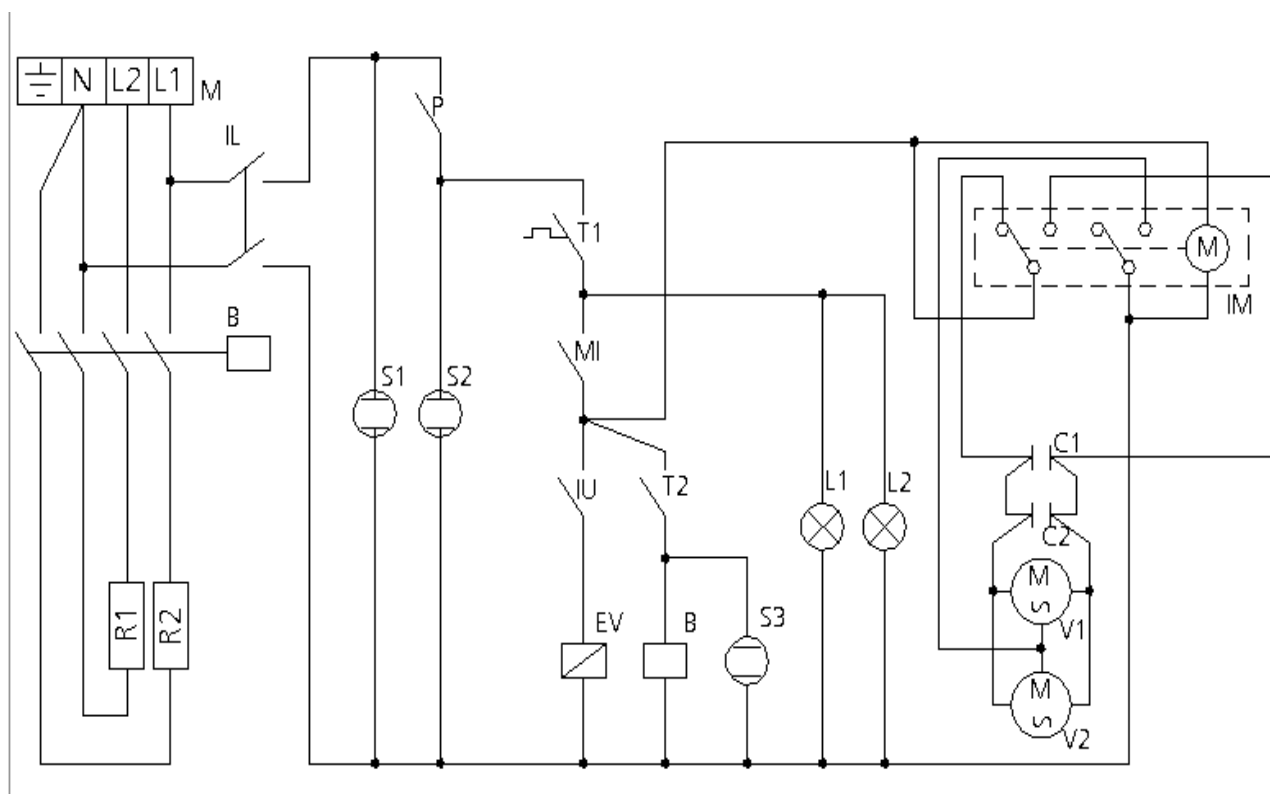 N L2 L1 M
IL
P
T1
M
IM
B
MI
S1 S2
C1
IU T2 L1 L2
C2
M
S
V1
R1 R2
EV B S3
M
S
V2